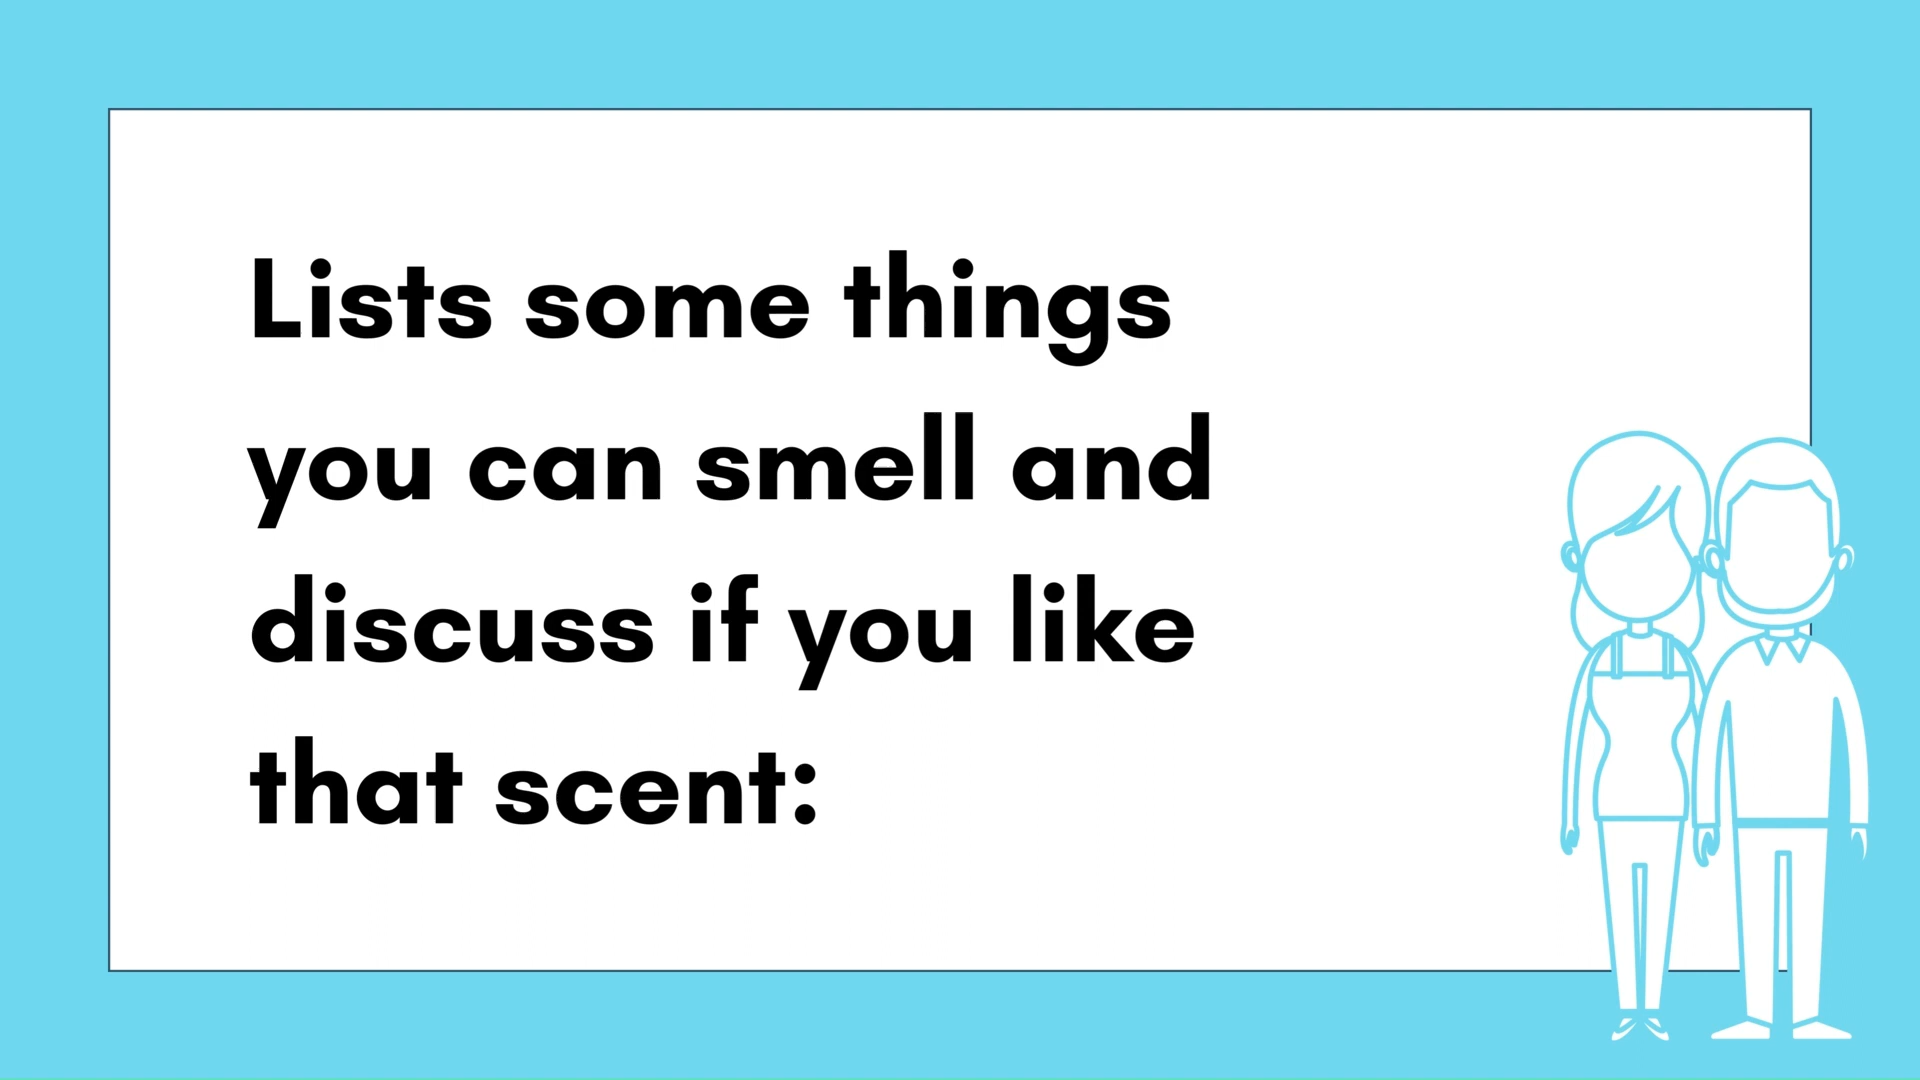 Lists some things
you can smell and
discuss if you like
that scent: